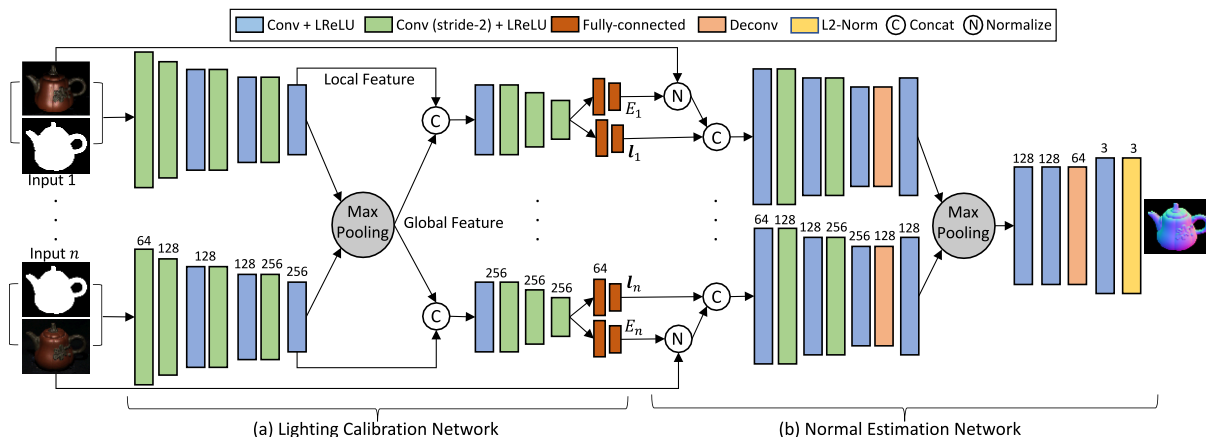 Conv + LReLU Conv (stride-2) + LReLU Fully-connected Deconv L2-Norm C Concat N Normalize
Local Feature
C
E₁
N
l₁
C
Input 1
Max
Pooling
Global Feature
Max
Pooling
128 128 64 3 3
Input n
64 128 128 128 256 256
C
256 256 256 64
lₙ
Eₙ
N
C
64 128 128 256 256 128 128
(a) Lighting Calibration Network
(b) Normal Estimation Network